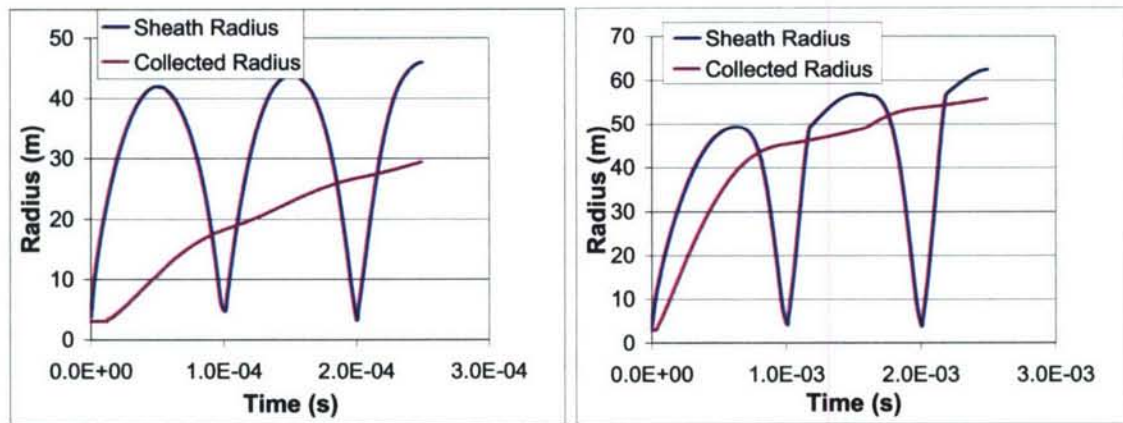 Sheath Radius
Collected Radius
50
40
30
20
10
0
Radius (m)
0.0E+00 1.0E-04 2.0E-04 3.0E-04
Time (s)
Sheath Radius
Collected Radius
70
60
50
40
30
20
10
0
Radius (m)
0.0E+00 1.0E-03 2.0E-03 3.0E-03
Time (s)